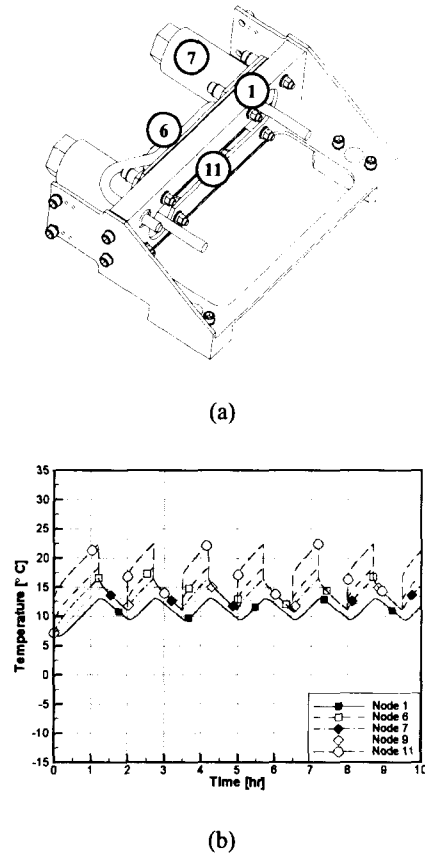 7
1
6
11
(a)
35
30
25
20
15
10
5
0
-5
-10
-15
Temperature [° C]
0 1 2 3 4 5 6 7 8 9 10
Time [hr]
Node 1
Node 6
Node 7
Node 9
Node 11
(b)